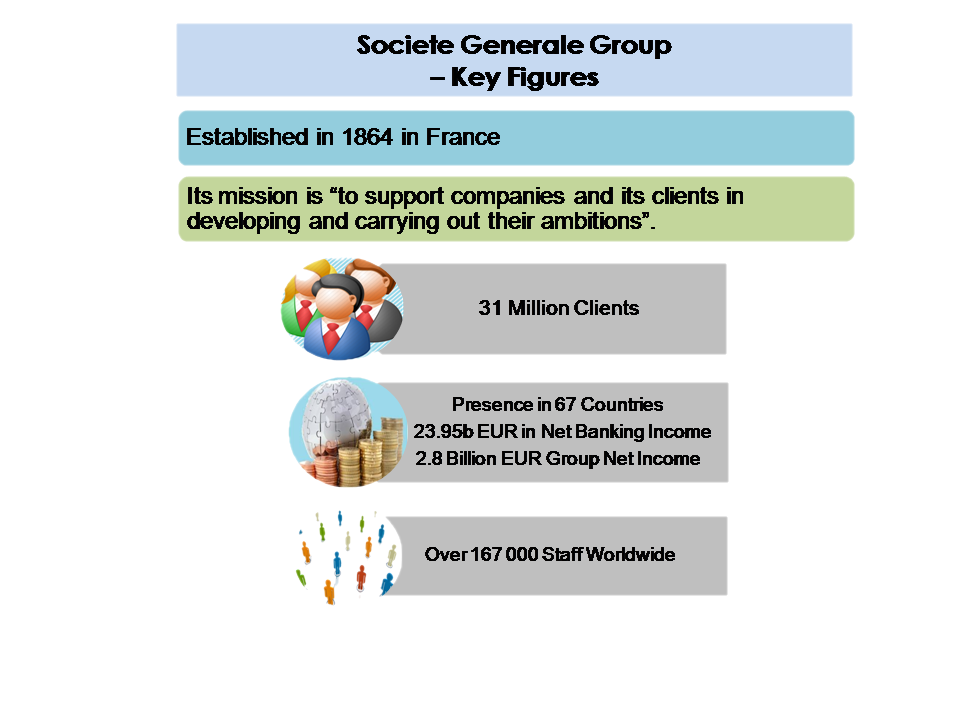 Societe Generale Group
– Key Figures
Established in 1864 in France
Its mission is “to support companies and its clients in
developing and carrying out their ambitions”.
31 Million Clients
Presence in 67 Countries
23.95b EUR in Net Banking Income
2.8 Billion EUR Group Net Income
Over 167 000 Staff Worldwide